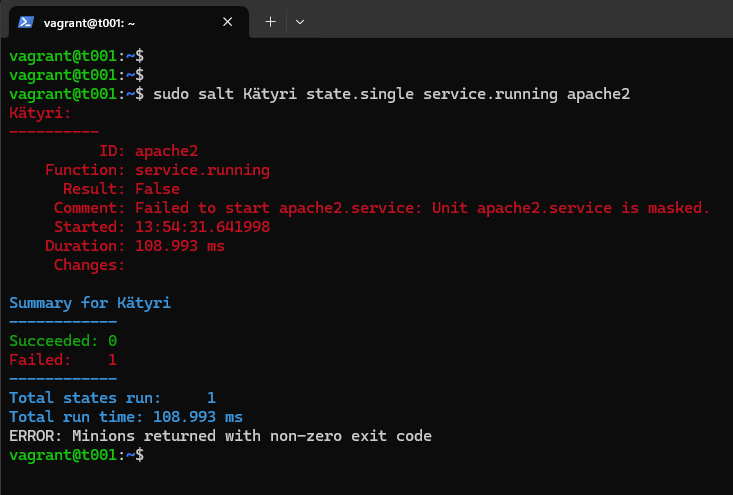 vagrant@t001: ~
vagrant@t001:~$
vagrant@t001:~$
vagrant@t001:~$ sudo salt Kätyri state.single service.running apache2
Kätyri:
----------
          ID: apache2
    Function: service.running
      Result: False
     Comment: Failed to start apache2.service: Unit apache2.service is masked.
     Started: 13:54:31.641998
    Duration: 108.993 ms
     Changes:

Summary for Kätyri
------------
Succeeded: 0
Failed:    1
------------
Total states run:     1
Total run time: 108.993 ms
ERROR: Minions returned with non-zero exit code
vagrant@t001:~$